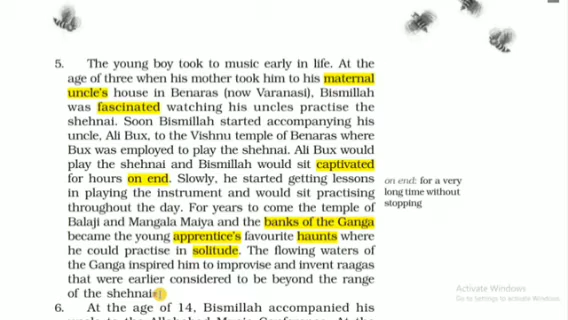 5. The young boy took to music early in life. At the
age of three when his mother took him to his maternal
uncle's house in Benaras (now Varanasi), Bismillah
was fascinated watching his uncles practise the
shehnai. Soon Bismillah started accompanying his
uncle, Ali Bux, to the Vishnu temple of Benaras where
Bux was employed to play the shehnai. Ali Bux would
play the shehnai and Bismillah would sit captivated
for hours on end. Slowly, he started getting lessons
in playing the instrument and would sit practising
throughout the day. For years to come the temple of
Balaji and Mangala Maiya and the banks of the Ganga
became the young apprentice's favourite haunts where
he could practise in solitude. The flowing waters of
the Ganga inspired him to improvise and invent raagas
that were earlier considered to be beyond the range
of the shehnai.
6. At the age of 14, Bismillah accompanied his
uncle to the Allahabad Music Conference. At the
on end: for a very
long time without
stopping
Activate Windows
Go to Settings to activate Windows.